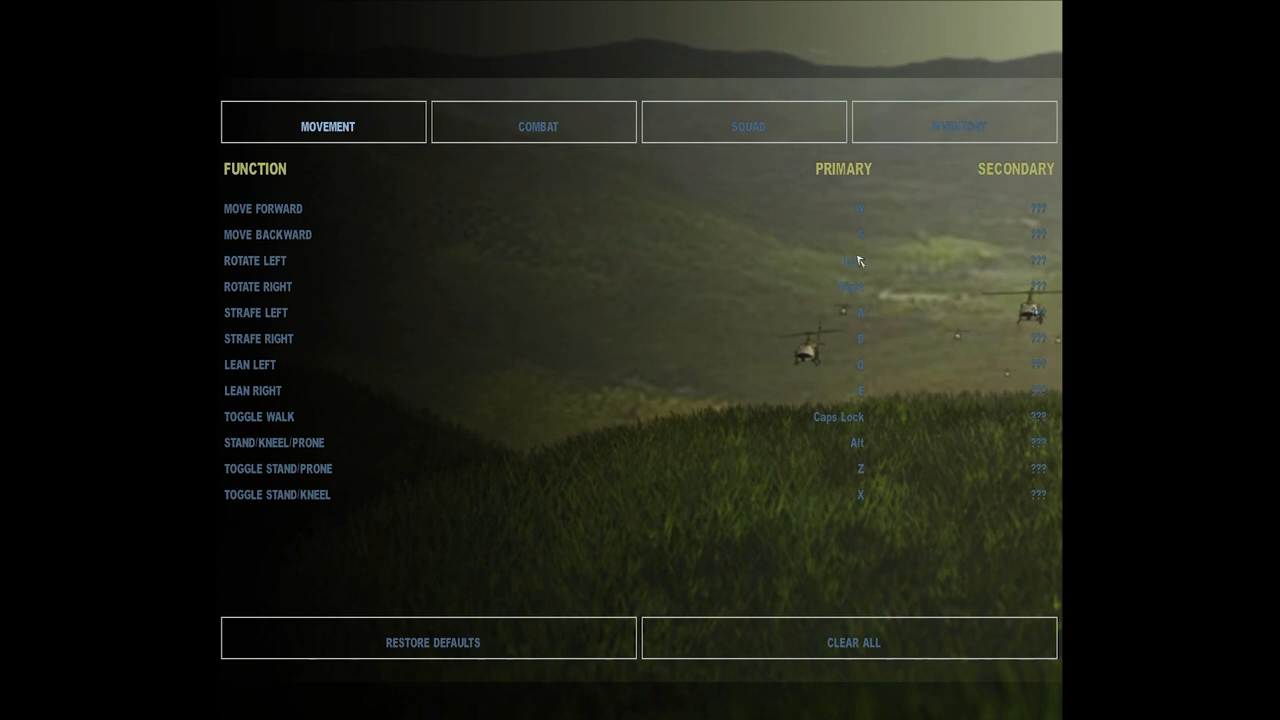 MOVEMENT COMBAT SQUAD INVENTORY
FUNCTION PRIMARY SECONDARY
MOVE FORWARD W ???
MOVE BACKWARD S ???
ROTATE LEFT ???
ROTATE RIGHT Right ???
STRAFE LEFT A
STRAFE RIGHT D ???
LEAN LEFT Q ???
LEAN RIGHT E ???
TOGGLE WALK Caps Lock ???
STAND/KNEEL/PRONE Alt ???
TOGGLE STAND/PRONE Z ???
TOGGLE STAND/KNEEL X ???
RESTORE DEFAULTS CLEAR ALL